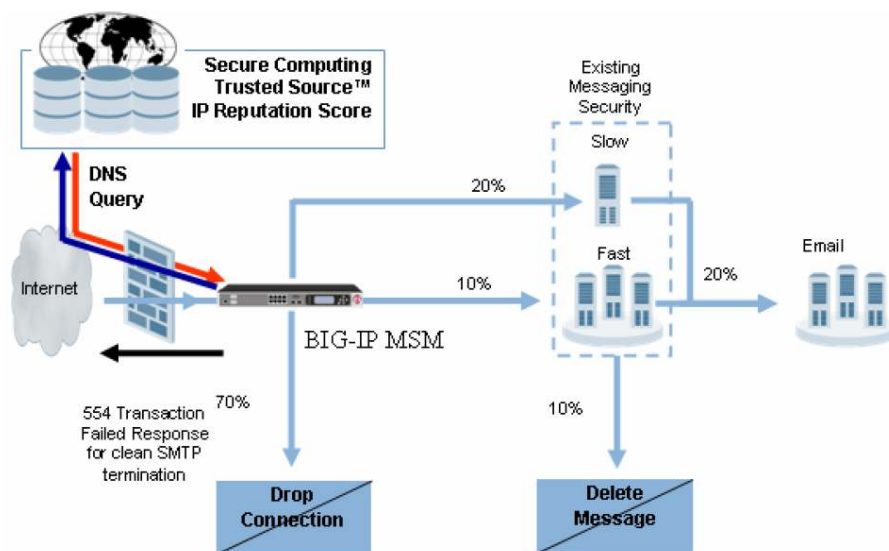 Secure Computing
Trusted Source™
IP Reputation Score
Existing
Messaging
Security
Slow
DNS
Query
20%
Internet
Fast
10%
20%
Email
BIG-IP MSM
554 Transaction
Failed Response
for clean SMTP
termination
70%
10%
Drop
Connection
Delete
Message